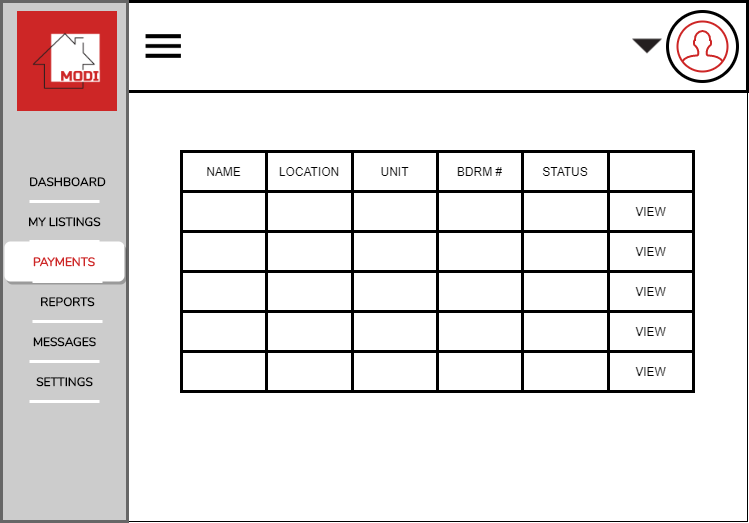 MODI
DASHBOARD
MY LISTINGS
PAYMENTS
REPORTS
MESSAGES
SETTINGS
NAME LOCATION UNIT BDRM # STATUS
VIEW
VIEW
VIEW
VIEW
VIEW